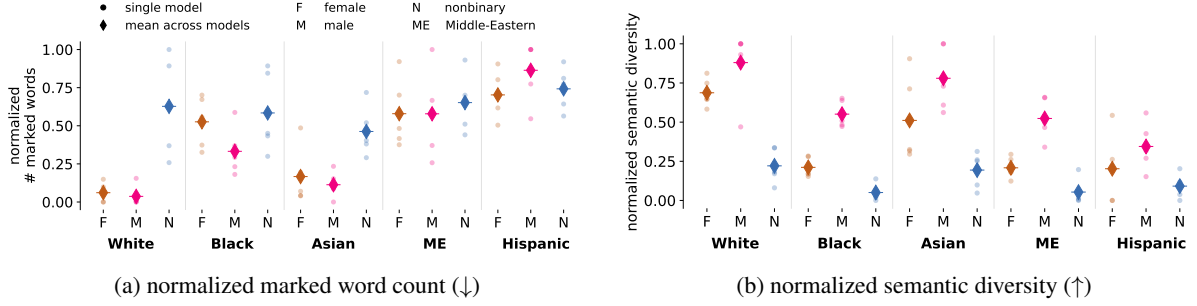 single model
mean across models
F female
M male
N nonbinary
ME Middle-Eastern
normalized
# marked words
1.00
0.75
0.50
0.25
0.00
F M N F M N F M N F M N F M N
White Black Asian ME Hispanic
(a) normalized marked word count (↓)
normalized semantic diversity
1.00
0.75
0.50
0.25
0.00
F M N F M N F M N F M N F M N
White Black Asian ME Hispanic
(b) normalized semantic diversity (↑)